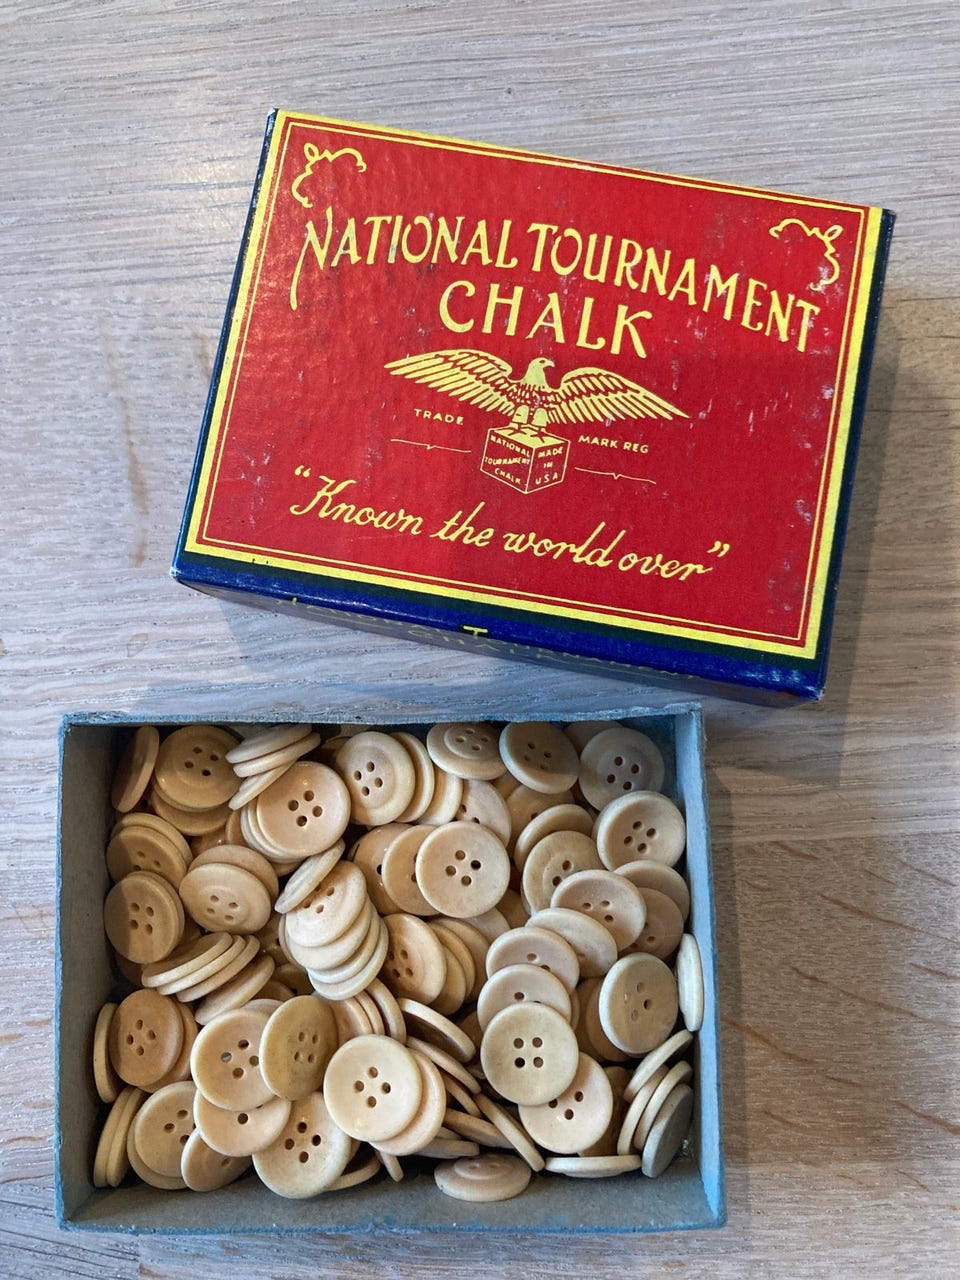 NATIONAL TOURNAMENT
CHALK
TRADE MARK REG
NATIONAL MADE
TOURNAMENT IN
CHALK USA
"Known the world over"